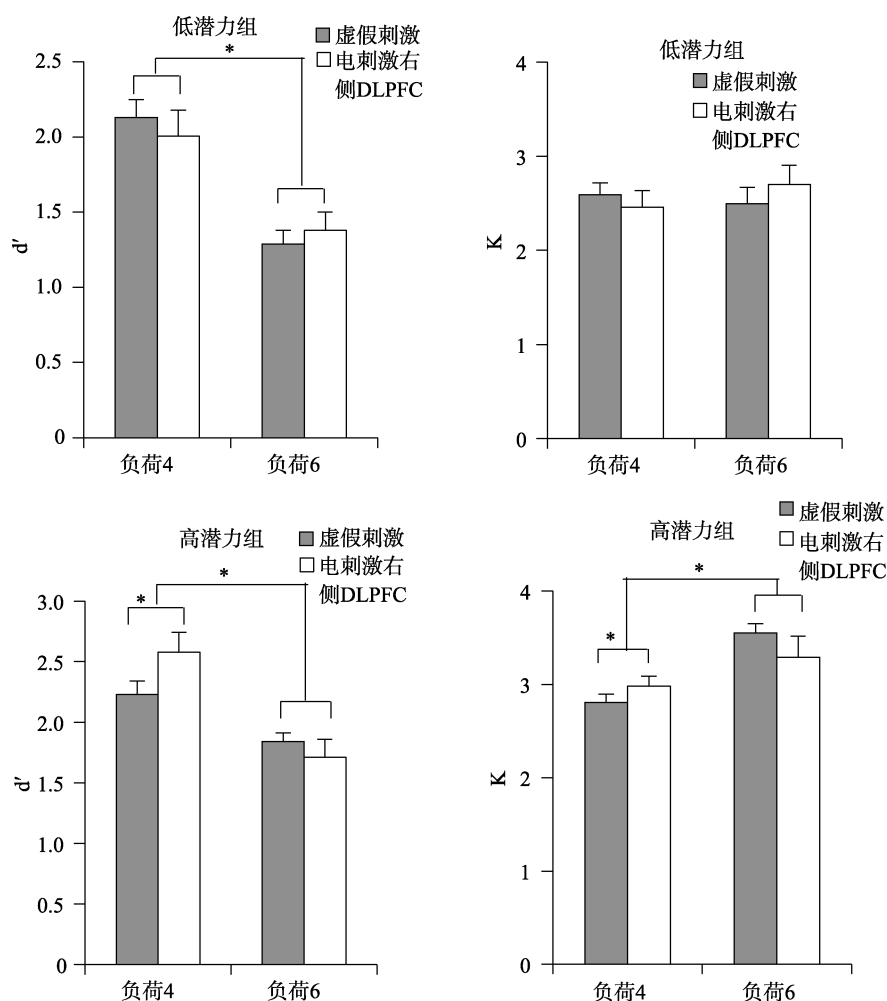 低潜力组
虚假刺激
电刺激右
侧DLPFC
*
2.5
2.0
1.5
1.0
0.5
0
d′
负荷4
负荷6
低潜力组
虚假刺激
电刺激右
侧DLPFC
4
3
2
1
0
K
负荷4
负荷6
高潜力组
虚假刺激
电刺激右
侧DLPFC
*
*
3.0
2.5
2.0
1.5
1.0
0.5
0
d′
负荷4
负荷6
高潜力组
虚假刺激
电刺激右
侧DLPFC
*
*
4
3
2
1
0
K
负荷4
负荷6